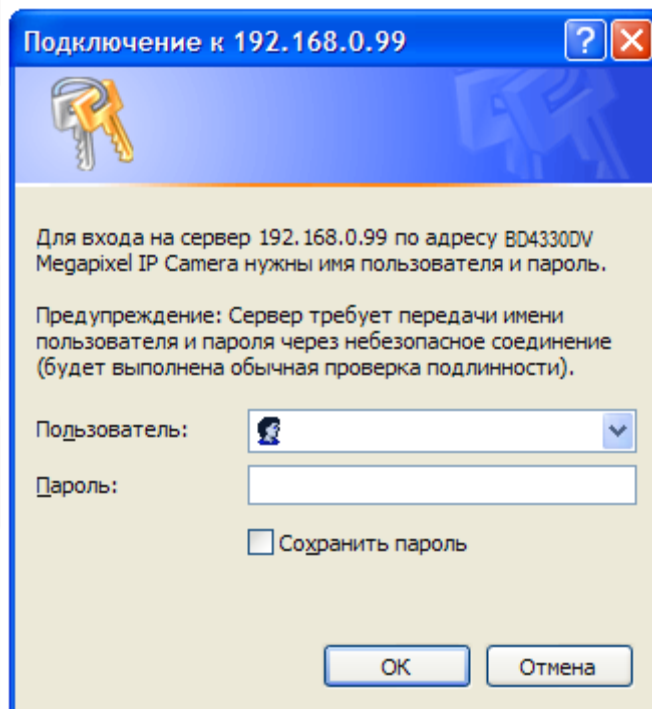 Подключение к 192.168.0.99
Для входа на сервер 192.168.0.99 по адресу BD4330DV
Megapixel IP Camera нужны имя пользователя и пароль.
Предупреждение: Сервер требует передачи имени
пользователя и пароля через небезопасное соединение
(будет выполнена обычная проверка подлинности).
Пользователь:
Пароль:
Сохранить пароль
ОК
Отмена